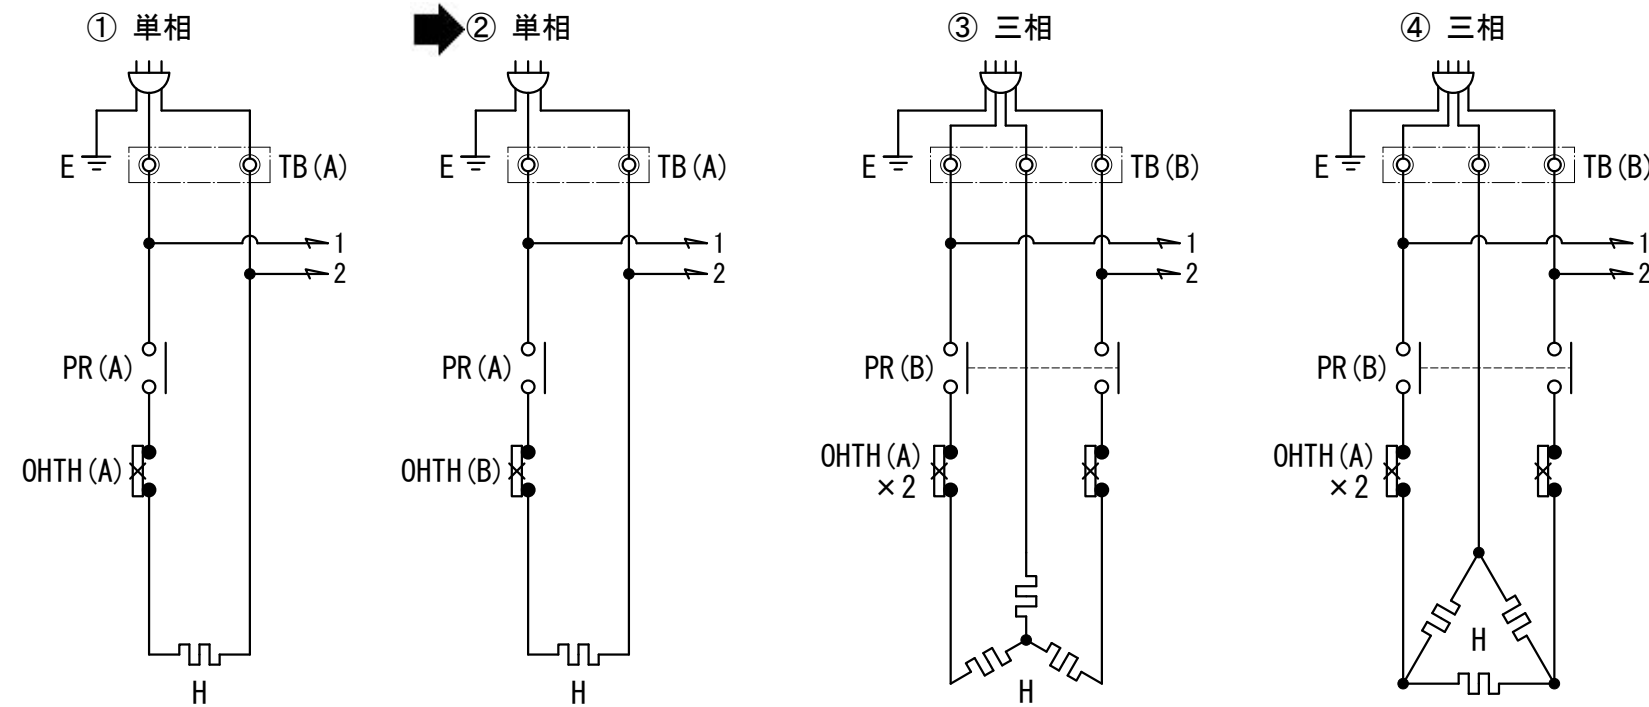 ① 単相
② 単相
③ 三相
④ 三相
E
TB(A)
E
TB(A)
E
TB(B)
E
TB(B)
1
1
1
1
2
2
2
2
PR(A)
PR(A)
PR(B)
PR(B)
OHTH(A)
OHTH(B)
OHTH(A)
×2
OHTH(A)
×2
H
H
H
H